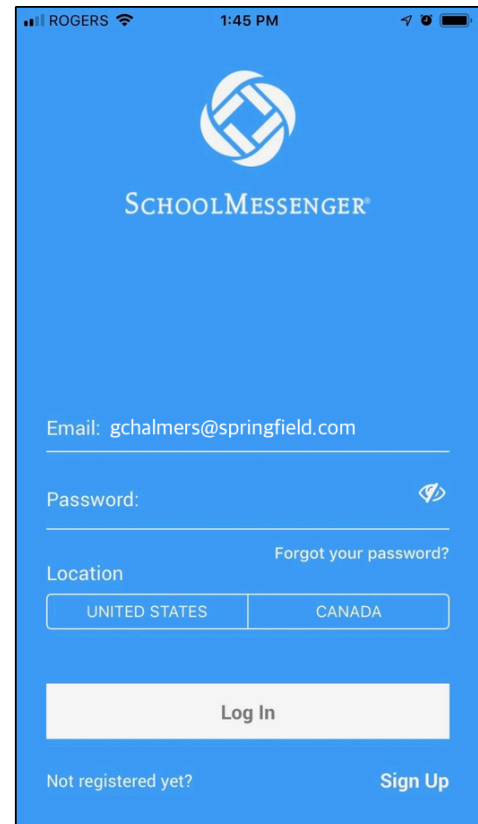 ROGERS 1:45 PM
SCHOOLMESSENGER®
Email: gchalmers@springfield.com
Password:
Forgot your password?
Location
UNITED STATES CANADA
Log In
Not registered yet? Sign Up